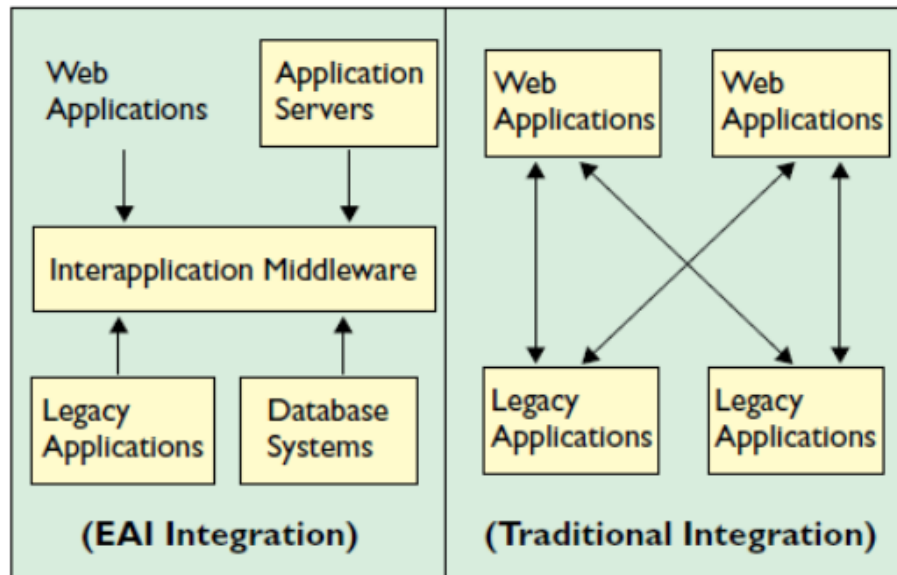 Web
Applications
Application
Servers
Interapplication Middleware
Legacy
Applications
Database
Systems
(EAI Integration)
Web
Applications
Web
Applications
Legacy
Applications
Legacy
Applications
(Traditional Integration)